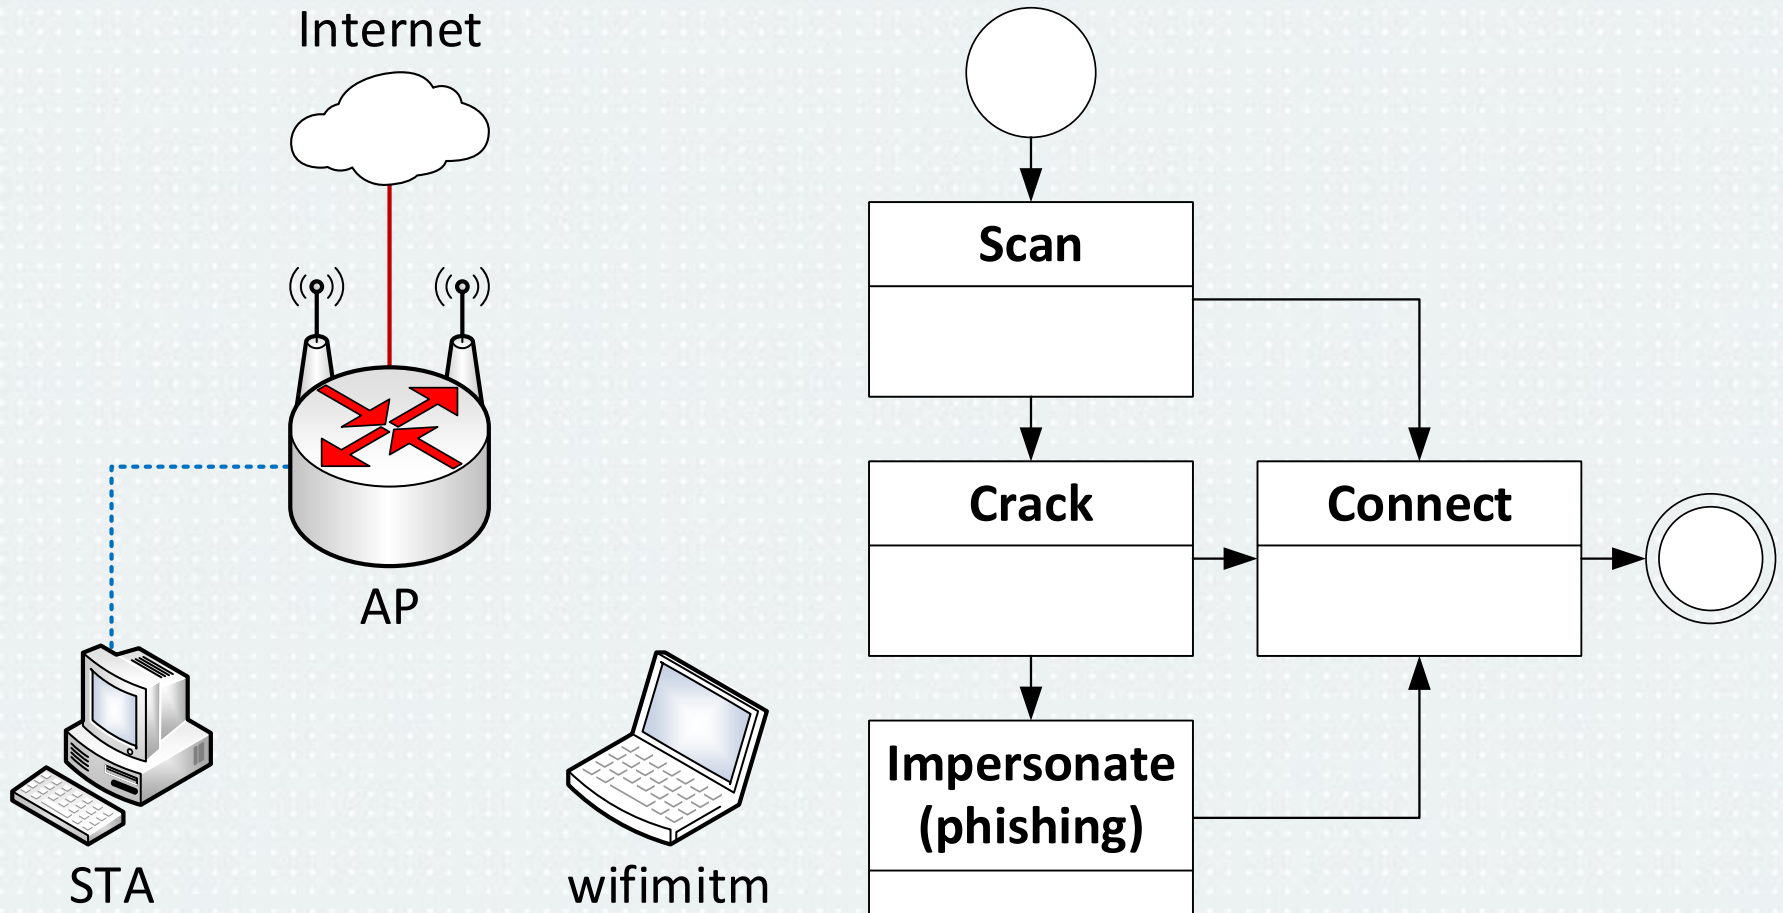 Internet
AP
STA
wifimitm
Scan
Crack
Connect
Impersonate
(phishing)